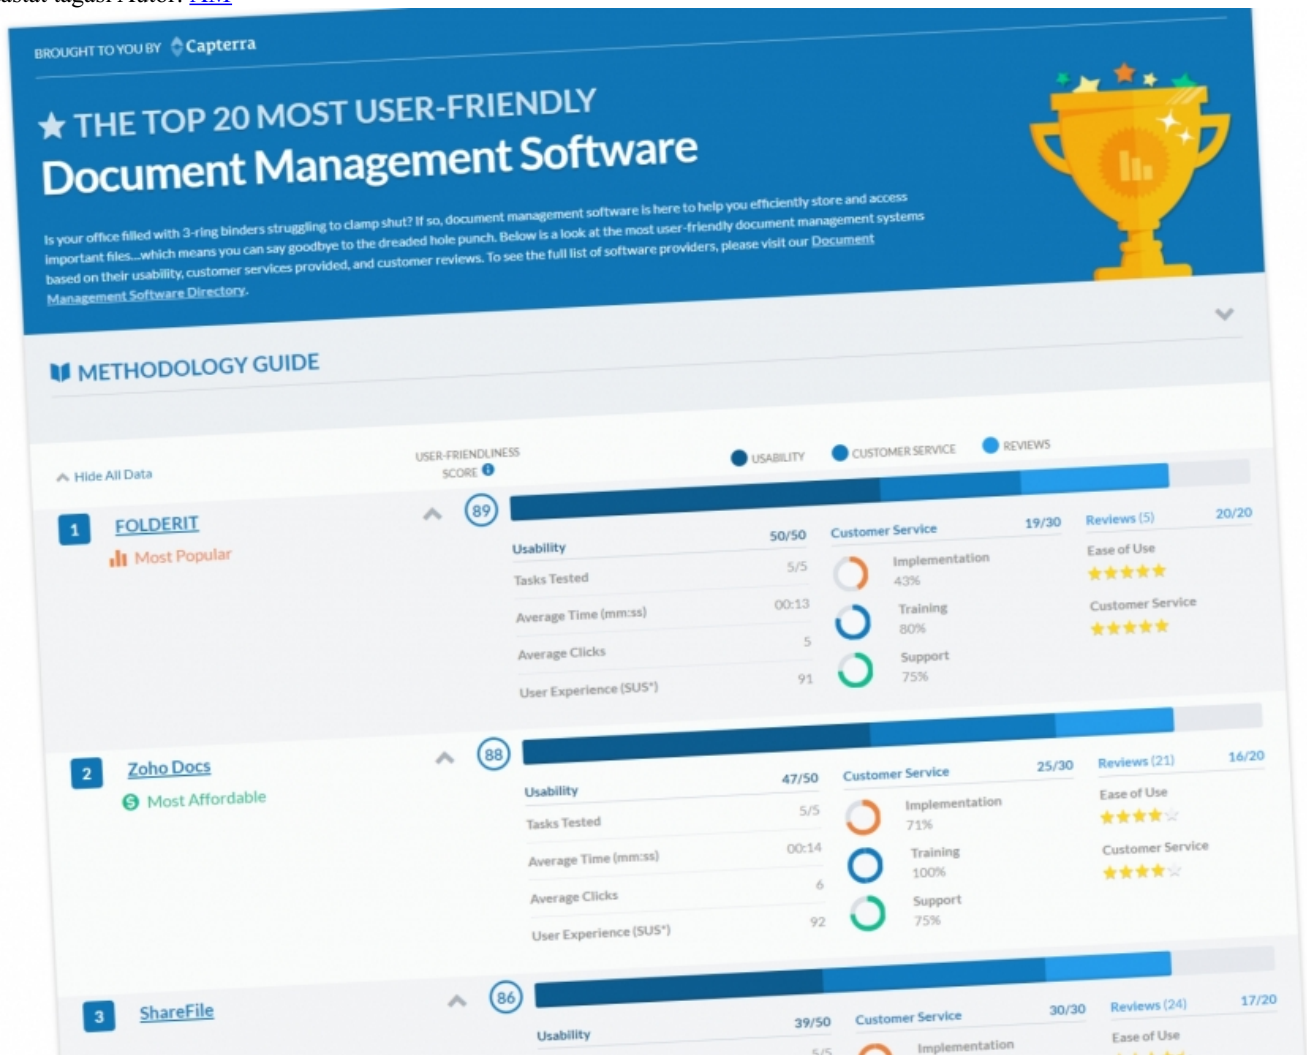 Autor: AM
BROUGHT TO YOU BY Capterra
THE TOP 20 MOST USER-FRIENDLY
Document Management Software
Is your office filled with 3-ring binders struggling to clamp shut? If so, document management software is here to help you efficiently store and access
important files...which means you can say goodbye to the dreaded hole punch. Below is a look at the most user-friendly document management systems
based on their usability, customer services provided, and customer reviews. To see the full list of software providers, please visit our Document
Management Software Directory.
METHODOLOGY GUIDE
Hide All Data
USER-FRIENDLINESS
SCORE
USABILITY
CUSTOMER SERVICE
REVIEWS
1 FOLDERIT
Most Popular
89
Usability 50/50
Tasks Tested 5/5
Average Time (mm:ss) 00:13
Average Clicks 5
User Experience (SUS*) 91
Customer Service 19/30
Implementation
43%
Training
80%
Support
75%
Reviews (5) 20/20
Ease of Use
Customer Service
2 Zoho Docs
Most Affordable
88
Usability 47/50
Tasks Tested 5/5
Average Time (mm:ss) 00:14
Average Clicks 6
User Experience (SUS*) 92
Customer Service 25/30
Implementation
71%
Training
100%
Support
75%
Reviews (21) 16/20
Ease of Use
Customer Service
3 ShareFile
86
Usability 39/50
5/5
Customer Service 30/30
Implementation
Reviews (24) 17/20
Ease of Use